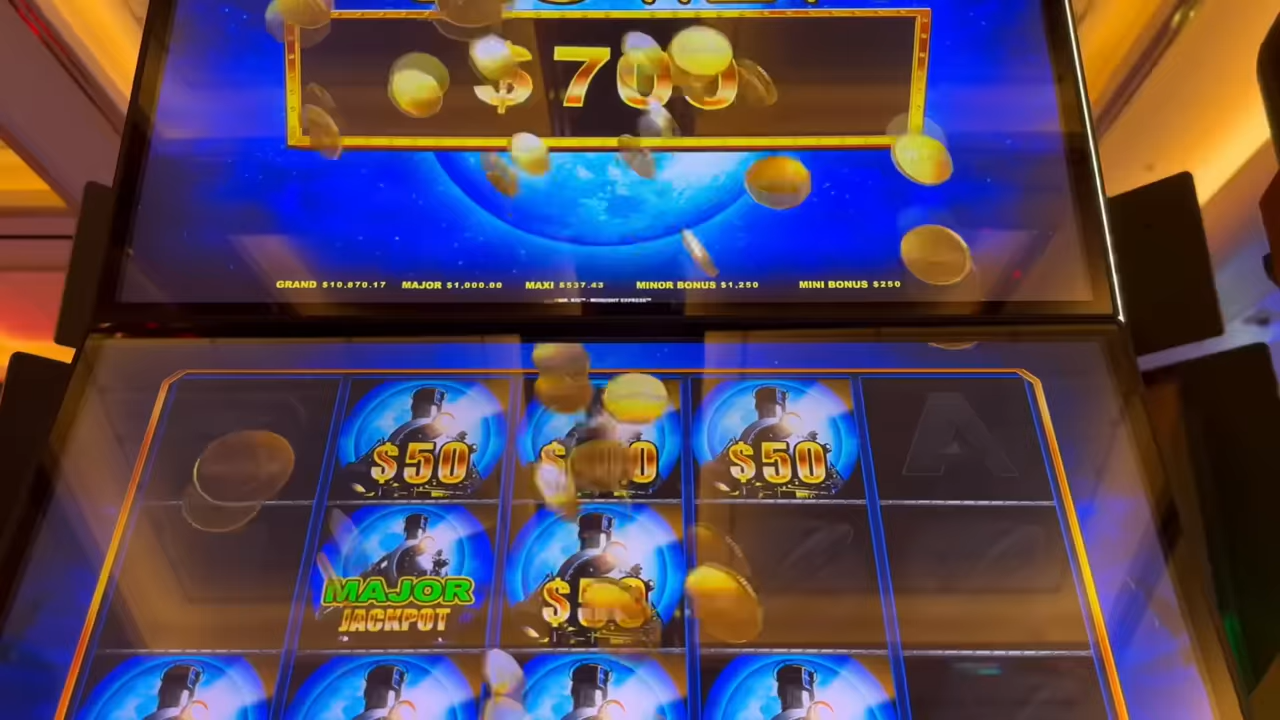 $700
GRAND $10,870.17 MAJOR $1,000.00 MAXI $537.43 MINOR BONUS $1,250 MINI BONUS $250
$50
$50
A
MAJOR
JACKPOT
$50